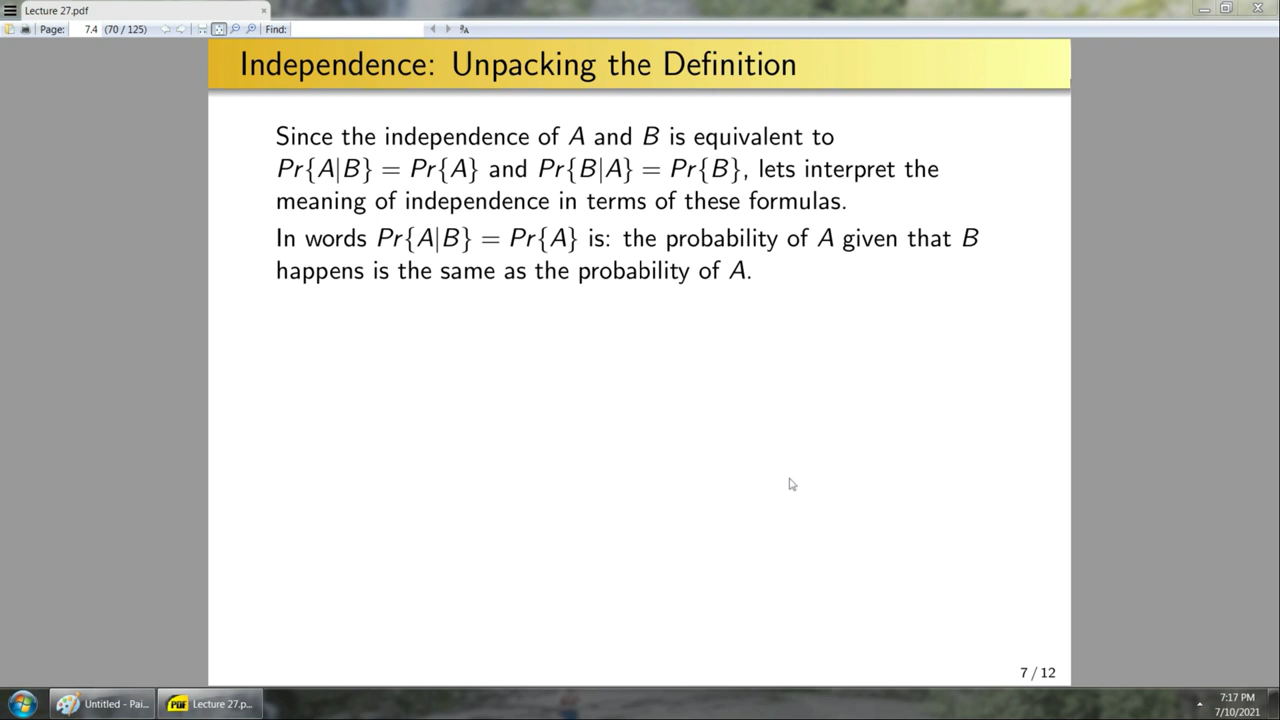 Lecture 27.pdf
Page: 7.4 (70 / 125) Find:
Independence: Unpacking the Definition
Since the independence of A and B is equivalent to
Pr{A|B} = Pr{A} and Pr{B|A} = Pr{B}, lets interpret the
meaning of independence in terms of these formulas.
In words Pr{A|B} = Pr{A} is: the probability of A given that B
happens is the same as the probability of A.
7 / 12
Untitled - Pai...
Lecture 27.p...
7:17 PM
7/10/2021